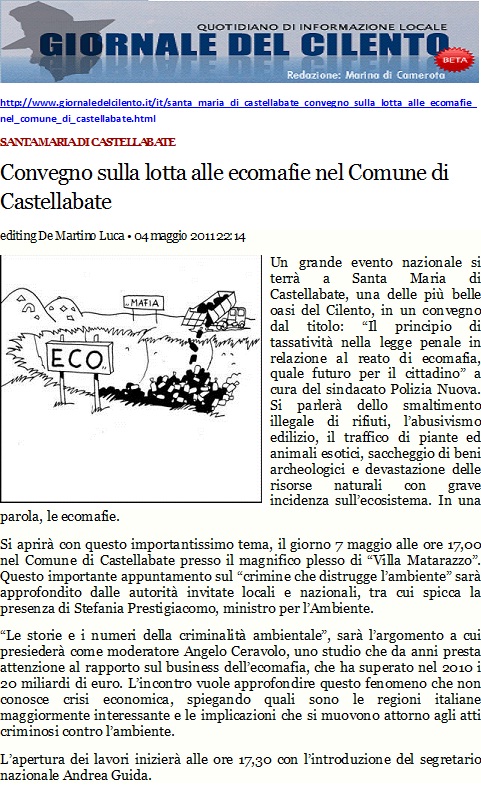 QUOTIDIANO DI INFORMAZIONE LOCALE
GIORNALE DEL CILENTO
BETA
Redazione: Marina di Camerota
http://www.giornaledelcilento.it/it/santa_maria_di_castellabate_convegno_sulla_lotta_alle_ecomafie_
nel_comune_di_castellabate.html
SANTA MARIA DI CASTELLABATE
Convegno sulla lotta alle ecomafie nel Comune di
Castellabate
editing De Martino Luca • 04 maggio 2011 22:14
MAFIA
ECO
Un grande evento nazionale si
terrà a Santa Maria di
Castellabate, una delle più belle
oasi del Cilento, in un convegno
dal titolo: “Il principio di
tassatività nella legge penale in
relazione al reato di ecomafia,
quale futuro per il cittadino” a
cura del sindacato Polizia Nuova.
Si parlerà dello smaltimento
illegale di rifiuti, l’abusivismo
edilizio, il traffico di piante ed
animali esotici, saccheggio di beni
archeologici e devastazione delle
risorse naturali con grave
incidenza sull’ecosistema. In una
parola, le ecomafie.
Si aprirà con questo importantissimo tema, il giorno 7 maggio alle ore 17,00
nel Comune di Castellabate presso il magnifico plesso di “Villa Matarazzo”.
Questo importante appuntamento sul “crimine che distrugge l’ambiente” sarà
approfondito dalle autorità invitate locali e nazionali, tra cui spicca la
presenza di Stefania Prestigiacomo, ministro per l’Ambiente.
“Le storie e i numeri della criminalità ambientale”, sarà l’argomento a cui
presiederà come moderatore Angelo Ceravolo, uno studio che da anni presta
attenzione al rapporto sul business dell’ecomafia, che ha superato nel 2010 i
20 miliardi di euro. L’incontro vuole approfondire questo fenomeno che non
conosce crisi economica, spiegando quali sono le regioni italiane
maggiormente interessante e le implicazioni che si muovono attorno agli atti
criminosi contro l’ambiente.
L’apertura dei lavori inizierà alle ore 17,30 con l’introduzione del segretario
nazionale Andrea Guida.